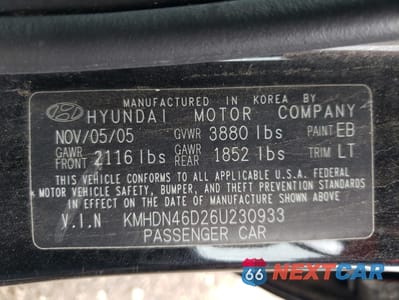 MANUFACTURED IN KOREA BY
HYUNDAI MOTOR COMPANY
NOV/05/05 GVWR 3880 lbs PAINT EB
GAWR FRONT 2116 lbs GAWR REAR 1852 lbs TRIM LT
THIS VEHICLE CONFORMS TO ALL APPLICABLE U.S.A. FEDERAL
MOTOR VEHICLE SAFETY, BUMPER, AND THEFT PREVENTION
STANDARDS IN EFFECT ON THE DATE OF MANUFACTURE
SHOWN ABOVE.
V.I.N KMHDN46D26U230933
PASSENGER CAR
66 NEXTCAR